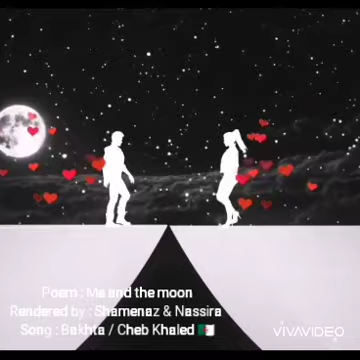 Poem : Me and the moon
Rendered by : Shamenaz & Nassira
Song : Bakhta / Cheb Khaled 🇩🇿
VIVAVIDEO